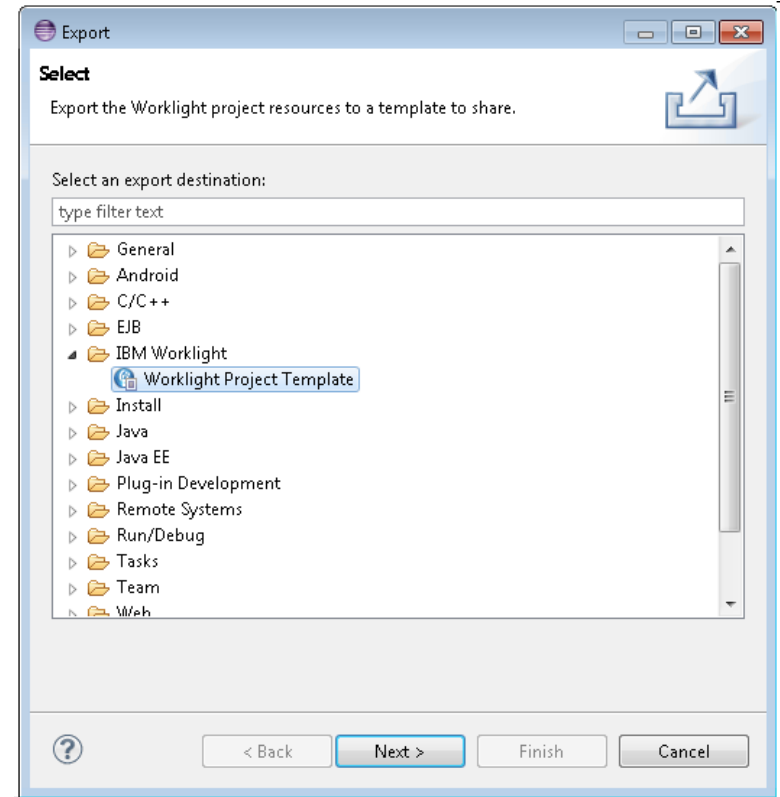 Export
Select
Export the Worklight project resources to a template to share.
Select an export destination:
type filter text
General
Android
C/C++
EJB
IBM Worklight
Worklight Project Template
Install
Java
Java EE
Plug-in Development
Remote Systems
Run/Debug
Tasks
Team
Web
? < Back Next > Finish Cancel